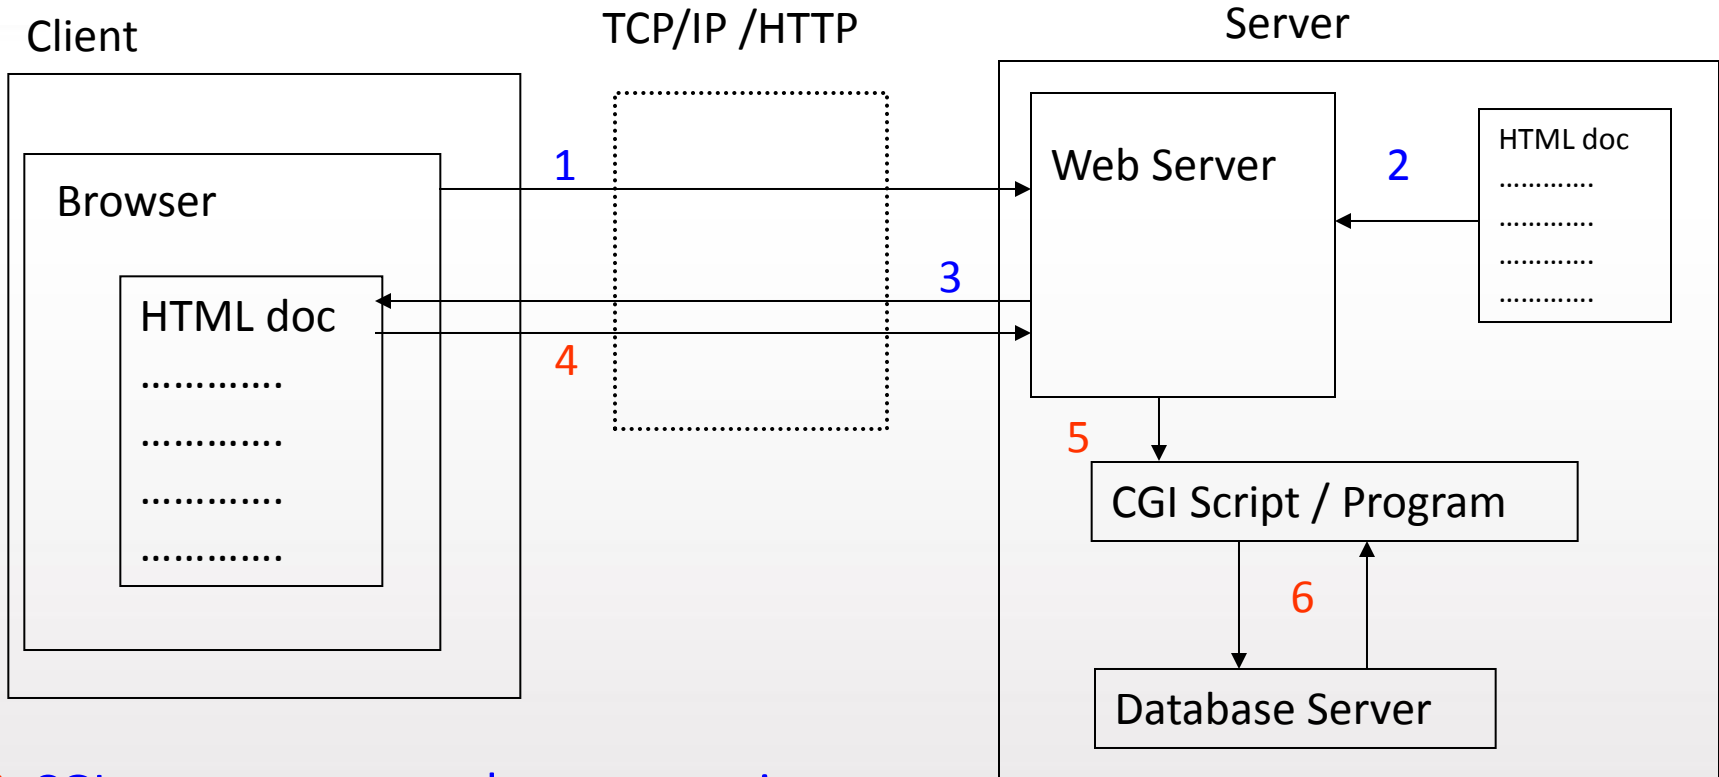 Client
TCP/IP /HTTP
Server
Browser
HTML doc
………….
………….
………….
………….
1
3
4
Web Server
2
HTML doc
………….
………….
………….
………….
5
CGI Script / Program
6
Database Server